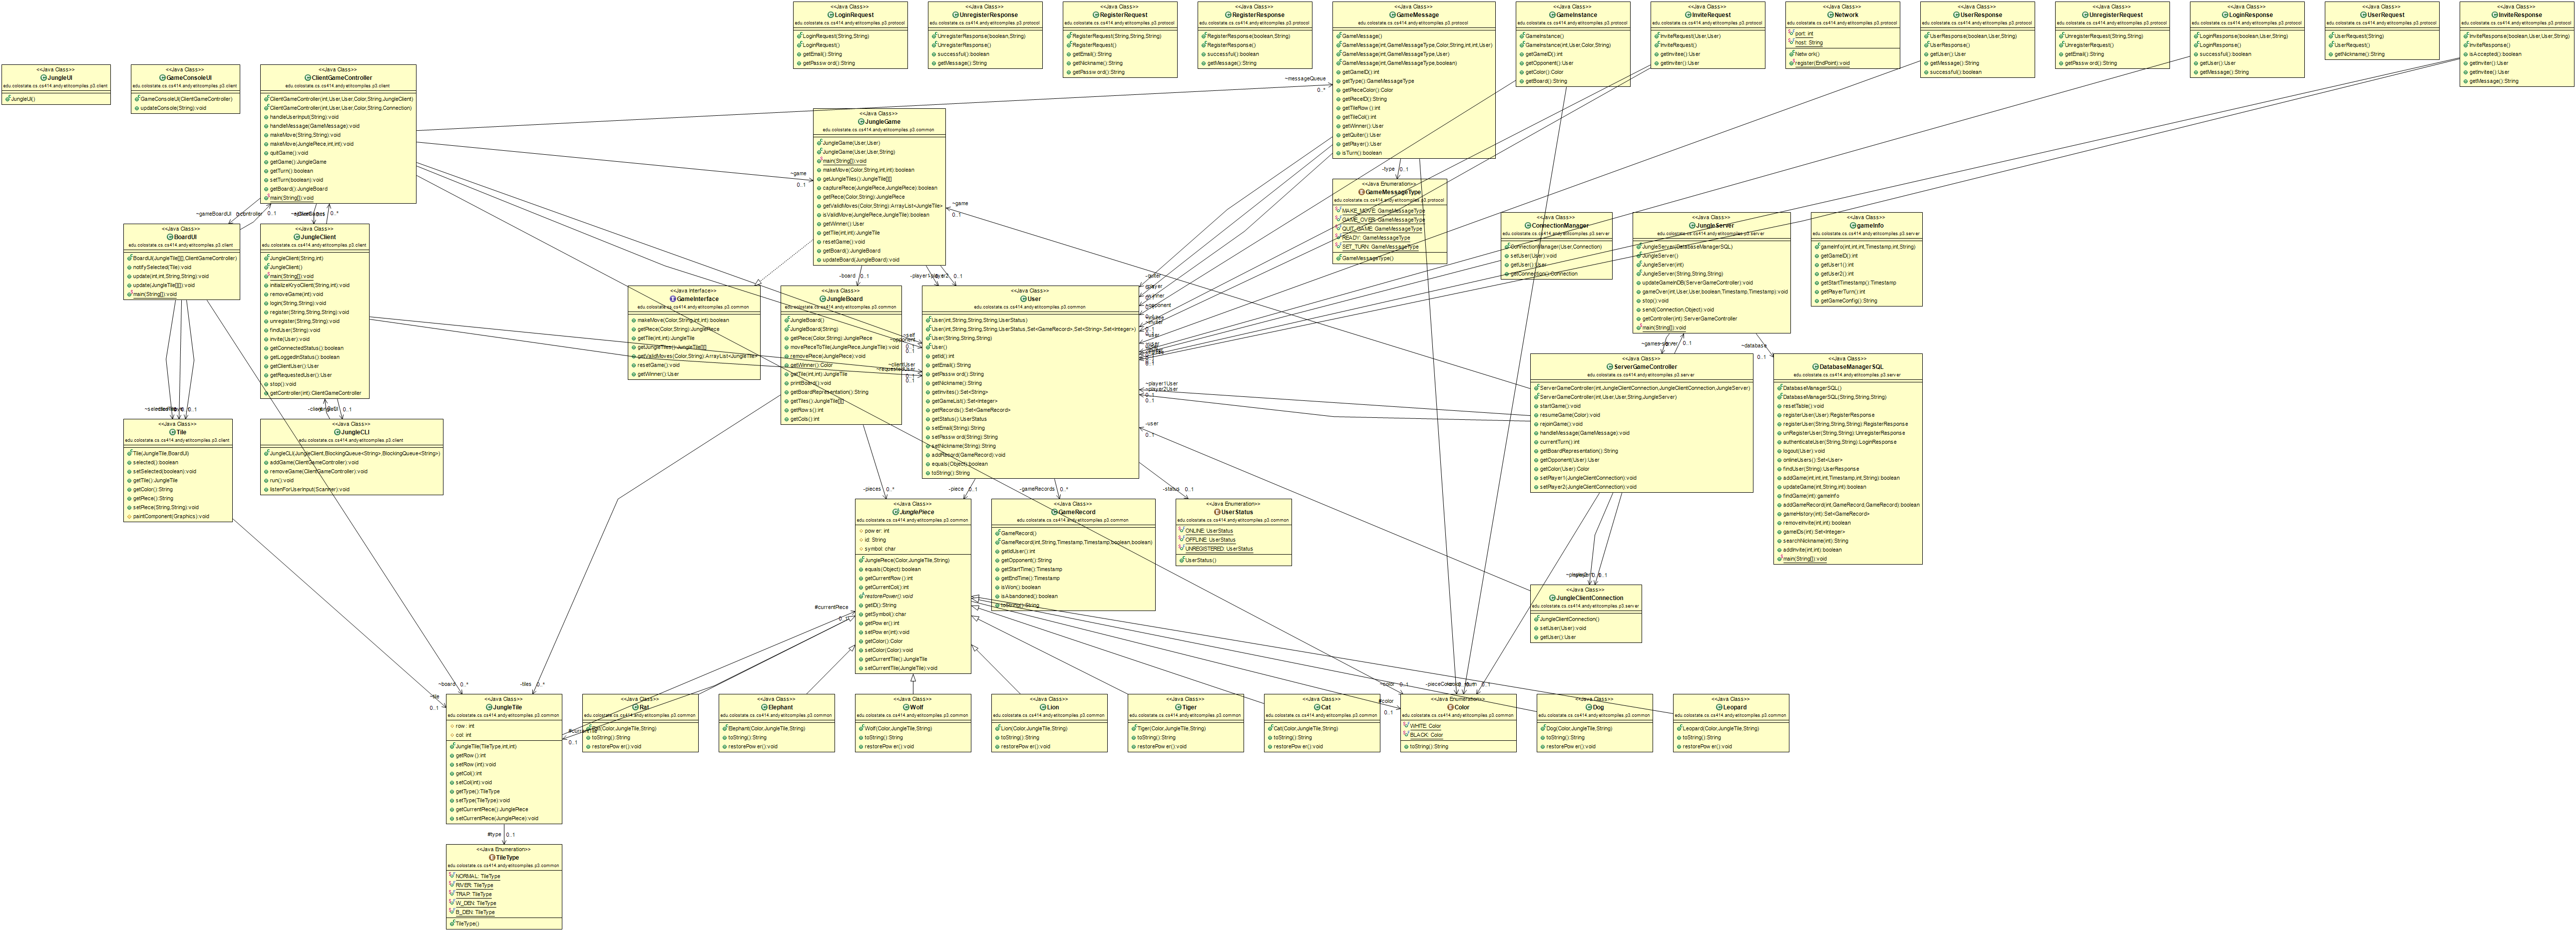 <<Java Class>>
LoginRequest
edu.colostate.cs.cs414.andyetitcompiles.p3.protocol
LoginRequest(String,String)
LoginRequest()
getEmail():String
getPassword():String
<<Java Class>>
UnregisterResponse
edu.colostate.cs.cs414.andyetitcompiles.p3.protocol
UnregisterResponse(boolean,String)
UnregisterResponse()
successful():boolean
getMessage():String
<<Java Class>>
RegisterRequest
edu.colostate.cs.cs414.andyetitcompiles.p3.protocol
RegisterRequest(String,String,String)
RegisterRequest()
getEmail():String
getNickname():String
getPassword():String
<<Java Class>>
RegisterResponse
edu.colostate.cs.cs414.andyetitcompiles.p3.protocol
RegisterResponse(boolean,String)
RegisterResponse()
successful():boolean
getMessage():String
<<Java Class>>
GameMessage
edu.colostate.cs.cs414.andyetitcompiles.p3.protocol
GameMessage()
GameMessage(int,GameMessageType,Color,String,int,int,User)
GameMessage(int,GameMessageType,User)
GameMessage(int,GameMessageType,boolean)
getGameID():int
getType():GameMessageType
getPieceColor():Color
getPieceID():String
getTileRow():int
getTileCol():int
getWinner():User
getQuiter():User
getPlayer():User
isTurn():boolean
<<Java Class>>
GameInstance
edu.colostate.cs.cs414.andyetitcompiles.p3.protocol
GameInstance()
GameInstance(int,User,Color,String)
getGameID():int
getOpponent():User
getColor():Color
getBoard():String
<<Java Class>>
InviteRequest
edu.colostate.cs.cs414.andyetitcompiles.p3.protocol
InviteRequest(User,User)
InviteRequest()
getInvitee():User
getInviter():User
<<Java Class>>
Network
edu.colostate.cs.cs414.andyetitcompiles.p3.protocol
port: int
host: String
Network()
register(EndPoint):void
<<Java Class>>
UserResponse
edu.colostate.cs.cs414.andyetitcompiles.p3.protocol
UserResponse(boolean,User,String)
UserResponse()
getUser():User
getMessage():String
successful():boolean
<<Java Class>>
UnregisterRequest
edu.colostate.cs.cs414.andyetitcompiles.p3.protocol
UnregisterRequest(String,String)
UnregisterRequest()
getEmail():String
getPassword():String
<<Java Class>>
LoginResponse
edu.colostate.cs.cs414.andyetitcompiles.p3.protocol
LoginResponse(boolean,User,String)
LoginResponse()
successful():boolean
getUser():User
getMessage():String
<<Java Class>>
UserRequest
edu.colostate.cs.cs414.andyetitcompiles.p3.protocol
UserRequest(String)
UserRequest()
getNickname():String
<<Java Class>>
InviteResponse
edu.colostate.cs.cs414.andyetitcompiles.p3.protocol
InviteResponse(boolean,User,User,String)
InviteResponse()
isAccepted():boolean
getInviter():User
getInvitee():User
getMessage():String
<<Java Class>>
JungleUI
edu.colostate.cs.cs414.andyetitcompiles.p3.client
JungleUI()
<<Java Class>>
GameConsoleUI
edu.colostate.cs.cs414.andyetitcompiles.p3.client
GameConsoleUI(ClientGameController)
updateConsole(String):void
<<Java Class>>
ClientGameController
edu.colostate.cs.cs414.andyetitcompiles.p3.client
ClientGameController(int,User,User,Color,String,JungleClient)
ClientGameController(int,User,User,Color,String,Connection)
handleUserInput(String):void
handleMessage(GameMessage):void
makeMove(String,String):void
makeMove(JunglePiece,int,int):void
quitGame():void
getGame():JungleGame
getTurn():boolean
setTurn(boolean):void
getBoard():JungleBoard
main(String[]):void
~messageQueue
0..*
<<Java Class>>
JungleGame
edu.colostate.cs.cs414.andyetitcompiles.p3.common
JungleGame(User,User)
JungleGame(User,User,String)
main(String[]):void
makeMove(Color,String,int,int):boolean
getJungleTiles():JungleTile[][]
capturePiece(JunglePiece,JunglePiece):boolean
getPiece(Color,String):JunglePiece
getValidMoves(Color,String):ArrayList<JungleTile>
isValidMove(JunglePiece,JungleTile):boolean
getWinner():User
getTile(int,int):JungleTile
resetGame():void
getBoard():JungleBoard
updateBoard(JungleBoard):void
~game
0..1
~game
0..1
-type
0..1
<<Java Enumeration>>
GameMessageType
edu.colostate.cs.cs414.andyetitcompiles.p3.protocol
MAKE_MOVE: GameMessageType
GAME_OVER: GameMessageType
QUIT_GAME: GameMessageType
READY: GameMessageType
SET_TURN: GameMessageType
GameMessageType()
<<Java Class>>
ConnectionManager
edu.colostate.cs.cs414.andyetitcompiles.p3.server
ConnectionManager(User,Connection)
setUser(User):void
getUser():User
getConnection():Connection
<<Java Class>>
JungleServer
edu.colostate.cs.cs414.andyetitcompiles.p3.server
JungleServer(DatabaseManagerSQL)
JungleServer()
JungleServer(int)
JungleServer(String,String,String)
updateGameInDB(ServerGameController):void
gameOver(int,User,User,boolean,Timestamp,Timestamp):void
stop():void
send(Connection,Object):void
getController(int):ServerGameController
main(String[]):void
<<Java Class>>
gameInfo
edu.colostate.cs.cs414.andyetitcompiles.p3.server
gameInfo(int,int,int,Timestamp,int,String)
getGameID():int
getUser1():int
getUser2():int
getStartTimestamp():Timestamp
getPlayerTurn():int
getGameConfig():String
~gameBoardUI
0..1
0..*
<<Java Class>>
BoardUI
edu.colostate.cs.cs414.andyetitcompiles.p3.client
BoardUI(JungleTile[][],ClientGameController)
notifySelected(Tile):void
update(int,int,String,String):void
update(JungleTile[][]):void
main(String[]):void
<<Java Class>>
JungleClient
edu.colostate.cs.cs414.andyetitcompiles.p3.client
JungleClient(String,int)
JungleClient()
main(String[]):void
initializeKryoClient(String,int):void
removeGame(int):void
login(String,String):void
register(String,String,String):void
unregister(String,String):void
findUser(String):void
invite(User):void
getConnectedStatus():boolean
getLoggedInStatus():boolean
getClientUser():User
getRequestedUser():User
stop():void
getController(int):ClientGameController
<<Java Interface>>
GameInterface
edu.colostate.cs.cs414.andyetitcompiles.p3.common
makeMove(Color,String,int,int):boolean
getPiece(Color,String):JunglePiece
getTile(int,int):JungleTile
getJungleTiles():JungleTile[][]
getValidMoves(Color,String):ArrayList<JungleTile>
resetGame():void
getWinner():User
-board
0..1
<<Java Class>>
JungleBoard
edu.colostate.cs.cs414.andyetitcompiles.p3.common
JungleBoard()
JungleBoard(String)
getPiece(Color,String):JunglePiece
movePieceToTile(JunglePiece,JungleTile):void
removePiece(JunglePiece):void
getWinner():Color
getTile(int,int):JungleTile
printBoard():void
getBoardRepresentation():String
getTiles():JungleTile[][]
getRows():int
getCols():int
0..1
<<Java Class>>
User
edu.colostate.cs.cs414.andyetitcompiles.p3.common
User(int,String,String,String,UserStatus)
User(int,String,String,String,UserStatus,Set<GameRecord>,Set<String>,Set<Integer>)
User(String,String,String)
User()
getId():int
getEmail():String
getPassword():String
getNickname():String
getInvites():Set<String>
getGameList():Set<Integer>
getRecords():Set<GameRecord>
getStatus():UserStatus
setEmail(String):String
setPassword(String):String
setNickname(String):String
addRecord(GameRecord):void
equals(Object):boolean
toString():String
~player1User
~player2User
0..1
-user
0..1
~database
0..1
<<Java Class>>
ServerGameController
edu.colostate.cs.cs414.andyetitcompiles.p3.server
ServerGameController(int,JungleClientConnection,JungleClientConnection,JungleServer)
ServerGameController(int,User,User,String,JungleServer)
startGame():void
resumeGame(Color):void
rejoinGame():void
handleMessage(GameMessage):void
currentTurn():int
getBoardRepresentation():String
getOpponent(User):User
getColor(User):Color
setPlayer1(JungleClientConnection):void
setPlayer2(JungleClientConnection):void
<<Java Class>>
DatabaseManagerSQL
edu.colostate.cs.cs414.andyetitcompiles.p3.server
DatabaseManagerSQL()
DatabaseManagerSQL(String,String,String)
resetTable():void
registerUser(User):RegisterResponse
registerUser(String,String,String):RegisterResponse
unRegisterUser(String,String):UnregisterResponse
authenticateUser(String,String):LoginResponse
logout(User):void
onlineUsers():Set<User>
findUser(String):UserResponse
addGame(int,int,int,Timestamp,int,String):boolean
updateGame(int,String,int):boolean
findGame(int):gameInfo
addGameRecord(int,GameRecord,GameRecord):boolean
gameHistory(int):Set<GameRecord>
removeInvite(int,int):boolean
gameIDs(int):Set<Integer>
searchNickname(int):String
addInvite(int,int):boolean
main(String[]):void
<<Java Class>>
Tile
edu.colostate.cs.cs414.andyetitcompiles.p3.client
Tile(JungleTile,BoardUI)
selected():boolean
setSelected(boolean):void
getTile():JungleTile
getColor():String
getPiece():String
setPiece(String,String):void
paintComponent(Graphics):void
<<Java Class>>
JungleCLI
edu.colostate.cs.cs414.andyetitcompiles.p3.client
JungleCLI(JungleClient,BlockingQueue<String>,BlockingQueue<String>)
addGame(ClientGameController):void
removeGame(ClientGameController):void
run():void
listenForUserInput(Scanner):void
-pieces
0..*
-piece
0..1
-gameRecords
0..*
-status
0..1
<<Java Class>>
JunglePiece
edu.colostate.cs.cs414.andyetitcompiles.p3.common
power: int
id: String
symbol: char
JunglePiece(Color,JungleTile,String)
equals(Object):boolean
getCurrentRow():int
getCurrentCol():int
restorePower():void
getID():String
getSymbol():char
getPower():int
setPower(int):void
getColor():Color
setColor(Color):void
getCurrentTile():JungleTile
setCurrentTile(JungleTile):void
<<Java Class>>
GameRecord
edu.colostate.cs.cs414.andyetitcompiles.p3.common
GameRecord()
GameRecord(int,String,Timestamp,Timestamp,boolean,boolean)
getIdUser():int
getOpponent():String
getStartTime():Timestamp
getEndTime():Timestamp
isWon():boolean
isAbandoned():boolean
toString():String
<<Java Enumeration>>
UserStatus
edu.colostate.cs.cs414.andyetitcompiles.p3.common
ONLINE: UserStatus
OFFLINE: UserStatus
UNREGISTERED: UserStatus
UserStatus()
<<Java Class>>
JungleClientConnection
edu.colostate.cs.cs414.andyetitcompiles.p3.server
JungleClientConnection()
setUser(User):void
getUser():User
#currentPiece
0..1
~board
0..*
-tiles
0..*
~tile
0..1
<<Java Class>>
JungleTile
edu.colostate.cs.cs414.andyetitcompiles.p3.common
row: int
col: int
JungleTile(TileType,int,int)
getRow():int
setRow(int):void
getCol():int
setCol(int):void
getType():TileType
setType(TileType):void
getCurrentPiece():JunglePiece
setCurrentPiece(JunglePiece):void
<<Java Class>>
Rat
edu.colostate.cs.cs414.andyetitcompiles.p3.common
Rat(Color,JungleTile,String)
toString():String
restorePower():void
<<Java Class>>
Elephant
edu.colostate.cs.cs414.andyetitcompiles.p3.common
Elephant(Color,JungleTile,String)
toString():String
restorePower():void
<<Java Class>>
Wolf
edu.colostate.cs.cs414.andyetitcompiles.p3.common
Wolf(Color,JungleTile,String)
toString():String
restorePower():void
<<Java Class>>
Lion
edu.colostate.cs.cs414.andyetitcompiles.p3.common
Lion(Color,JungleTile,String)
toString():String
restorePower():void
<<Java Class>>
Tiger
edu.colostate.cs.cs414.andyetitcompiles.p3.common
Tiger(Color,JungleTile,String)
toString():String
restorePower():void
<<Java Class>>
Cat
edu.colostate.cs.cs414.andyetitcompiles.p3.common
Cat(Color,JungleTile,String)
toString():String
restorePower():void
~color
#color
0..1
<<Java Enumeration>>
Color
edu.colostate.cs.cs414.andyetitcompiles.p3.common
WHITE: Color
BLACK: Color
toString():String
<<Java Class>>
Dog
edu.colostate.cs.cs414.andyetitcompiles.p3.common
Dog(Color,JungleTile,String)
toString():String
restorePower():void
<<Java Class>>
Leopard
edu.colostate.cs.cs414.andyetitcompiles.p3.common
Leopard(Color,JungleTile,String)
toString():String
restorePower():void
#type
0..1
<<Java Enumeration>>
TileType
edu.colostate.cs.cs414.andyetitcompiles.p3.common
NORMAL: TileType
RIVER: TileType
TRAP: TileType
W_DEN: TileType
B_DEN: TileType
TileType()